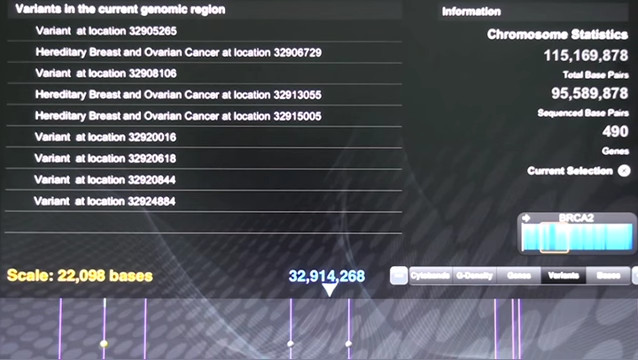 Variants in the current genomic region
Variant at location 32905265
Hereditary Breast and Ovarian Cancer at location 32906729
Variant at location 32908106
Hereditary Breast and Ovarian Cancer at location 32913055
Hereditary Breast and Ovarian Cancer at location 32915005
Variant at location 32920016
Variant at location 32920618
Variant at location 32920844
Variant at location 32924884
Information
Chromosome Statistics
115,169,878
Total Base Pairs
95,589,878
Sequenced Base Pairs
490
Genes
Current Selection
BRCA2
Scale: 22,098 bases
32,914,268
Cytobands
G-Density
Genes
Variants
Bases